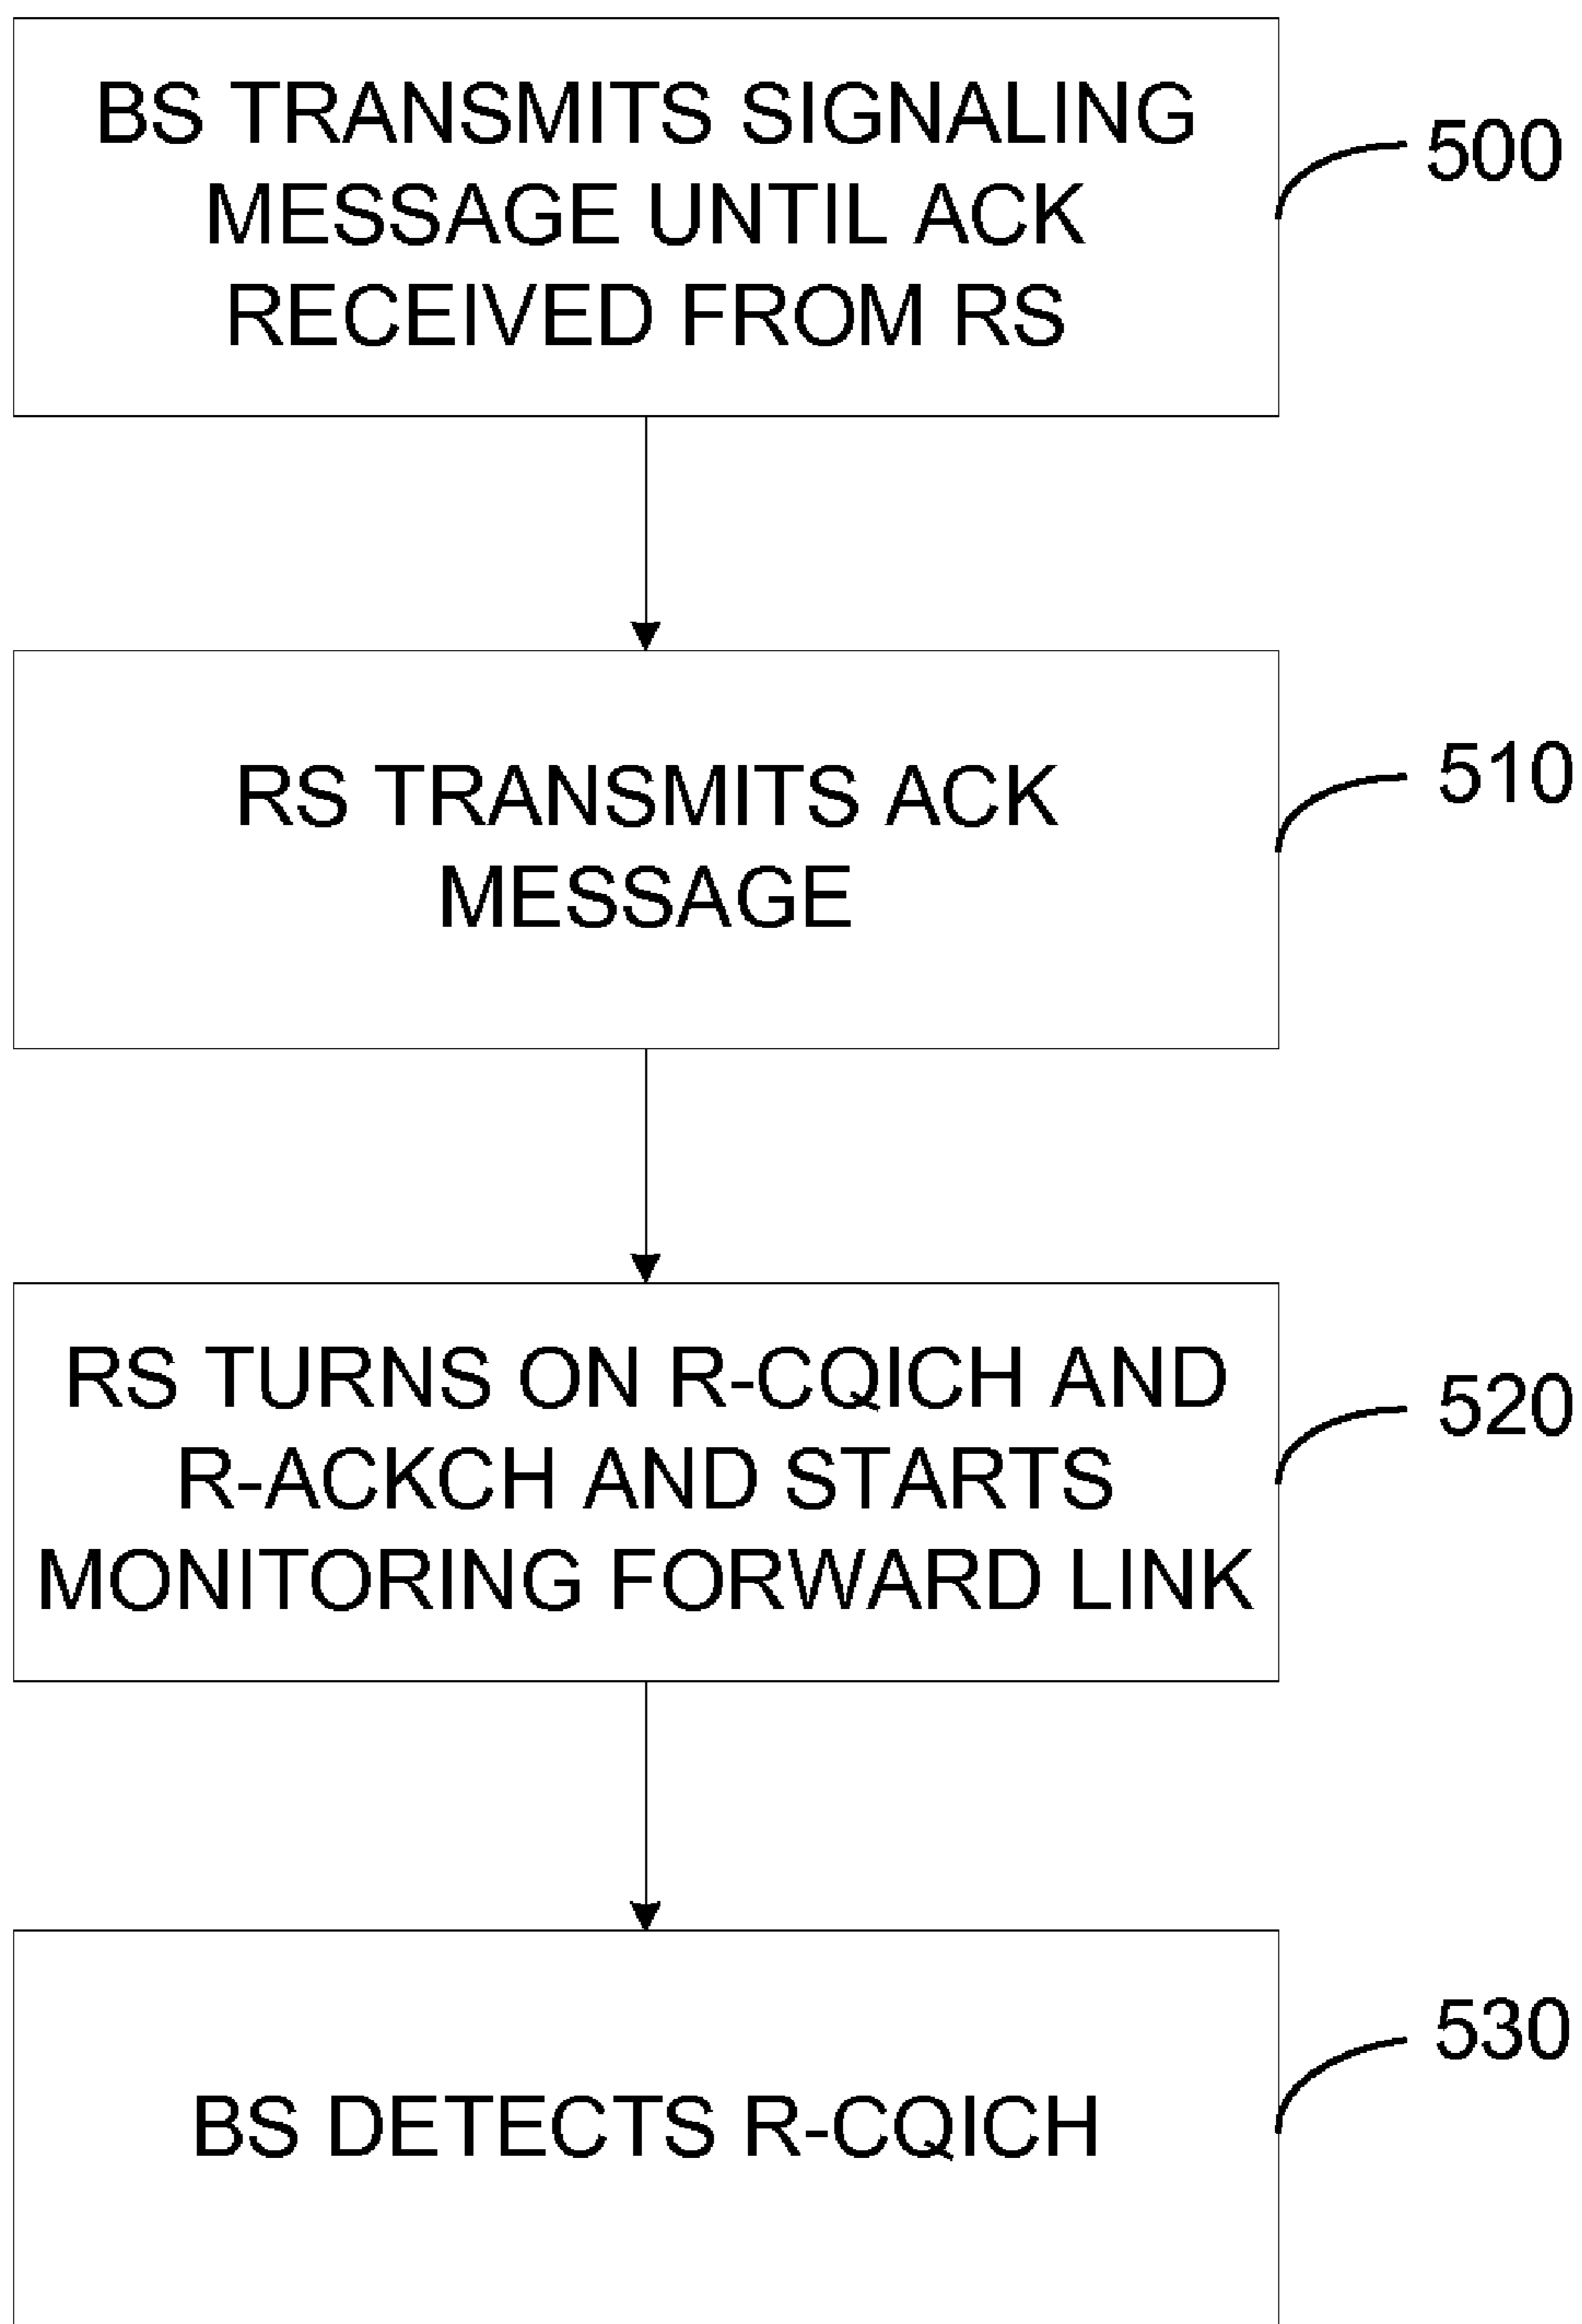 BS TRANSMITS SIGNALING
MESSAGE UNTIL ACK
RECEIVED FROM RS
500
RS TRANSMITS ACK
MESSAGE
510
RS TURNS ON R-CQICH AND
R-ACKCH AND STARTS
MONITORING FORWARD LINK
520
BS DETECTS R-CQICH
530